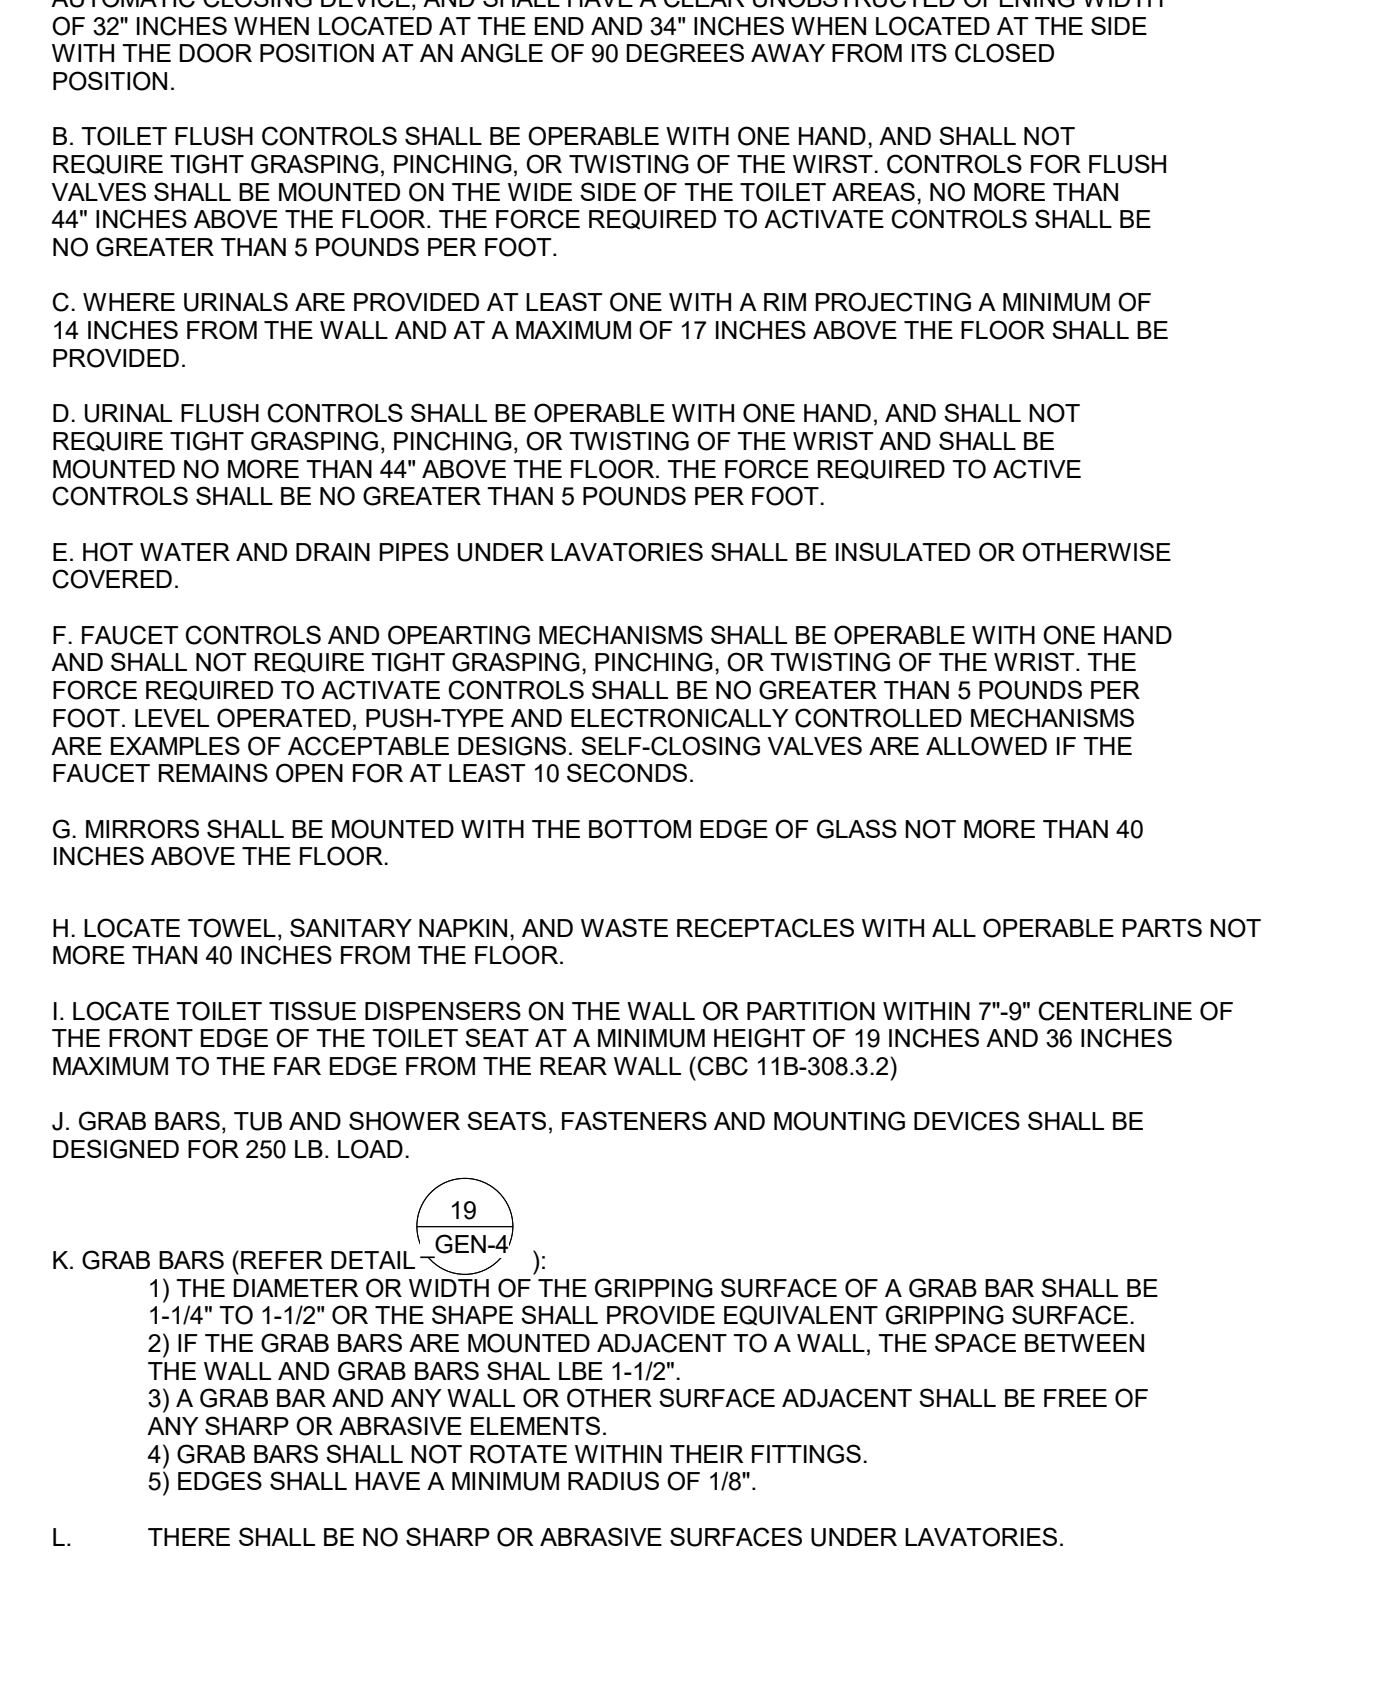 AUTOMATIC CLOSING DEVICE, AND SHALL HAVE A CLEAR UNOBSTRUCTED OPENING WIDTH
OF 32" INCHES WHEN LOCATED AT THE END AND 34" INCHES WHEN LOCATED AT THE SIDE
WITH THE DOOR POSITION AT AN ANGLE OF 90 DEGREES AWAY FROM ITS CLOSED
POSITION.
B. TOILET FLUSH CONTROLS SHALL BE OPERABLE WITH ONE HAND, AND SHALL NOT
REQUIRE TIGHT GRASPING, PINCHING, OR TWISTING OF THE WIRST. CONTROLS FOR FLUSH
VALVES SHALL BE MOUNTED ON THE WIDE SIDE OF THE TOILET AREAS, NO MORE THAN
44" INCHES ABOVE THE FLOOR. THE FORCE REQUIRED TO ACTIVATE CONTROLS SHALL BE
NO GREATER THAN 5 POUNDS PER FOOT.
C. WHERE URINALS ARE PROVIDED AT LEAST ONE WITH A RIM PROJECTING A MINIMUM OF
14 INCHES FROM THE WALL AND AT A MAXIMUM OF 17 INCHES ABOVE THE FLOOR SHALL BE
PROVIDED.
D. URINAL FLUSH CONTROLS SHALL BE OPERABLE WITH ONE HAND, AND SHALL NOT
REQUIRE TIGHT GRASPING, PINCHING, OR TWISTING OF THE WRIST AND SHALL BE
MOUNTED NO MORE THAN 44" ABOVE THE FLOOR. THE FORCE REQUIRED TO ACTIVE
CONTROLS SHALL BE NO GREATER THAN 5 POUNDS PER FOOT.
E. HOT WATER AND DRAIN PIPES UNDER LAVATORIES SHALL BE INSULATED OR OTHERWISE
COVERED.
F. FAUCET CONTROLS AND OPEARTING MECHANISMS SHALL BE OPERABLE WITH ONE HAND
AND SHALL NOT REQUIRE TIGHT GRASPING, PINCHING, OR TWISTING OF THE WRIST. THE
FORCE REQUIRED TO ACTIVATE CONTROLS SHALL BE NO GREATER THAN 5 POUNDS PER
FOOT. LEVEL OPERATED, PUSH-TYPE AND ELECTRONICALLY CONTROLLED MECHANISMS
ARE EXAMPLES OF ACCEPTABLE DESIGNS. SELF-CLOSING VALVES ARE ALLOWED IF THE
FAUCET REMAINS OPEN FOR AT LEAST 10 SECONDS.
G. MIRRORS SHALL BE MOUNTED WITH THE BOTTOM EDGE OF GLASS NOT MORE THAN 40
INCHES ABOVE THE FLOOR.
H. LOCATE TOWEL, SANITARY NAPKIN, AND WASTE RECEPTACLES WITH ALL OPERABLE PARTS NOT
MORE THAN 40 INCHES FROM THE FLOOR.
I. LOCATE TOILET TISSUE DISPENSERS ON THE WALL OR PARTITION WITHIN 7"-9" CENTERLINE OF
THE FRONT EDGE OF THE TOILET SEAT AT A MINIMUM HEIGHT OF 19 INCHES AND 36 INCHES
MAXIMUM TO THE FAR EDGE FROM THE REAR WALL (CBC 11B-308.3.2)
J. GRAB BARS, TUB AND SHOWER SEATS, FASTENERS AND MOUNTING DEVICES SHALL BE
DESIGNED FOR 250 LB. LOAD.
19
GEN-4
K. GRAB BARS (REFER DETAIL ):
1) THE DIAMETER OR WIDTH OF THE GRIPPING SURFACE OF A GRAB BAR SHALL BE
1-1/4" TO 1-1/2" OR THE SHAPE SHALL PROVIDE EQUIVALENT GRIPPING SURFACE.
2) IF THE GRAB BARS ARE MOUNTED ADJACENT TO A WALL, THE SPACE BETWEEN
THE WALL AND GRAB BARS SHAL LBE 1-1/2".
3) A GRAB BAR AND ANY WALL OR OTHER SURFACE ADJACENT SHALL BE FREE OF
ANY SHARP OR ABRASIVE ELEMENTS.
4) GRAB BARS SHALL NOT ROTATE WITHIN THEIR FITTINGS.
5) EDGES SHALL HAVE A MINIMUM RADIUS OF 1/8".
L. THERE SHALL BE NO SHARP OR ABRASIVE SURFACES UNDER LAVATORIES.